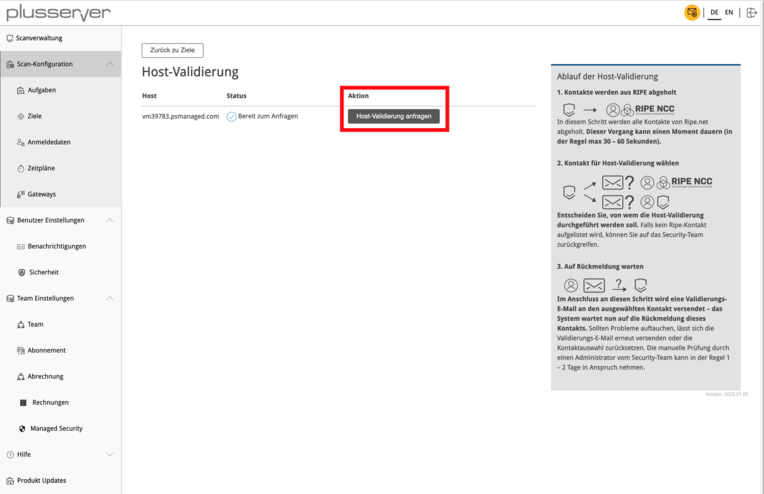 plusserver
DE EN
Scanverwaltung
Scan-Konfiguration
Aufgaben
Ziele
Anmeldedaten
Zeitpläne
Gateways
Benutzer Einstellungen
Benachrichtigungen
Sicherheit
Team Einstellungen
Team
Abonnement
Abrechnung
Rechnungen
Managed Security
Hilfe
Produkt Updates
Zurück zu Ziele
Host-Validierung
Host Status Aktion
vm39783.psmanaged.com Bereit zum Anfragen Host-Validierung anfragen
Ablauf der Host-Validierung
1. Kontakte werden aus RIPE abgeholt
RIPE NCC
In diesem Schritt werden alle Kontakte von Ripe.net
abgeholt. Dieser Vorgang kann einen Moment dauern (in
der Regel max 30 – 60 Sekunden).
2. Kontakt für Host-Validierung wählen
? RIPE NCC
?
Entscheiden Sie, von wem die Host-Validierung
durchgeführt werden soll. Falls kein Ripe-Kontakt
aufgelistet wird, können Sie auf das Security-Team
zurückgreifen.
3. Auf Rückmeldung warten
?
Im Anschluss an diesen Schritt wird eine Validierungs-
E-Mail an den ausgewählten Kontakt versendet – das
System wartet nun auf die Rückmeldung dieses
Kontakts. Sollten Probleme auftauchen, lässt sich die
Validierungs-E-Mail erneut versenden oder die
Kontaktauswahl zurücksetzen. Die manuelle Prüfung durch
einen Administrator vom Security-Team kann in der Regel 1
– 2 Tage in Anspruch nehmen.
Version: 2022.01.05